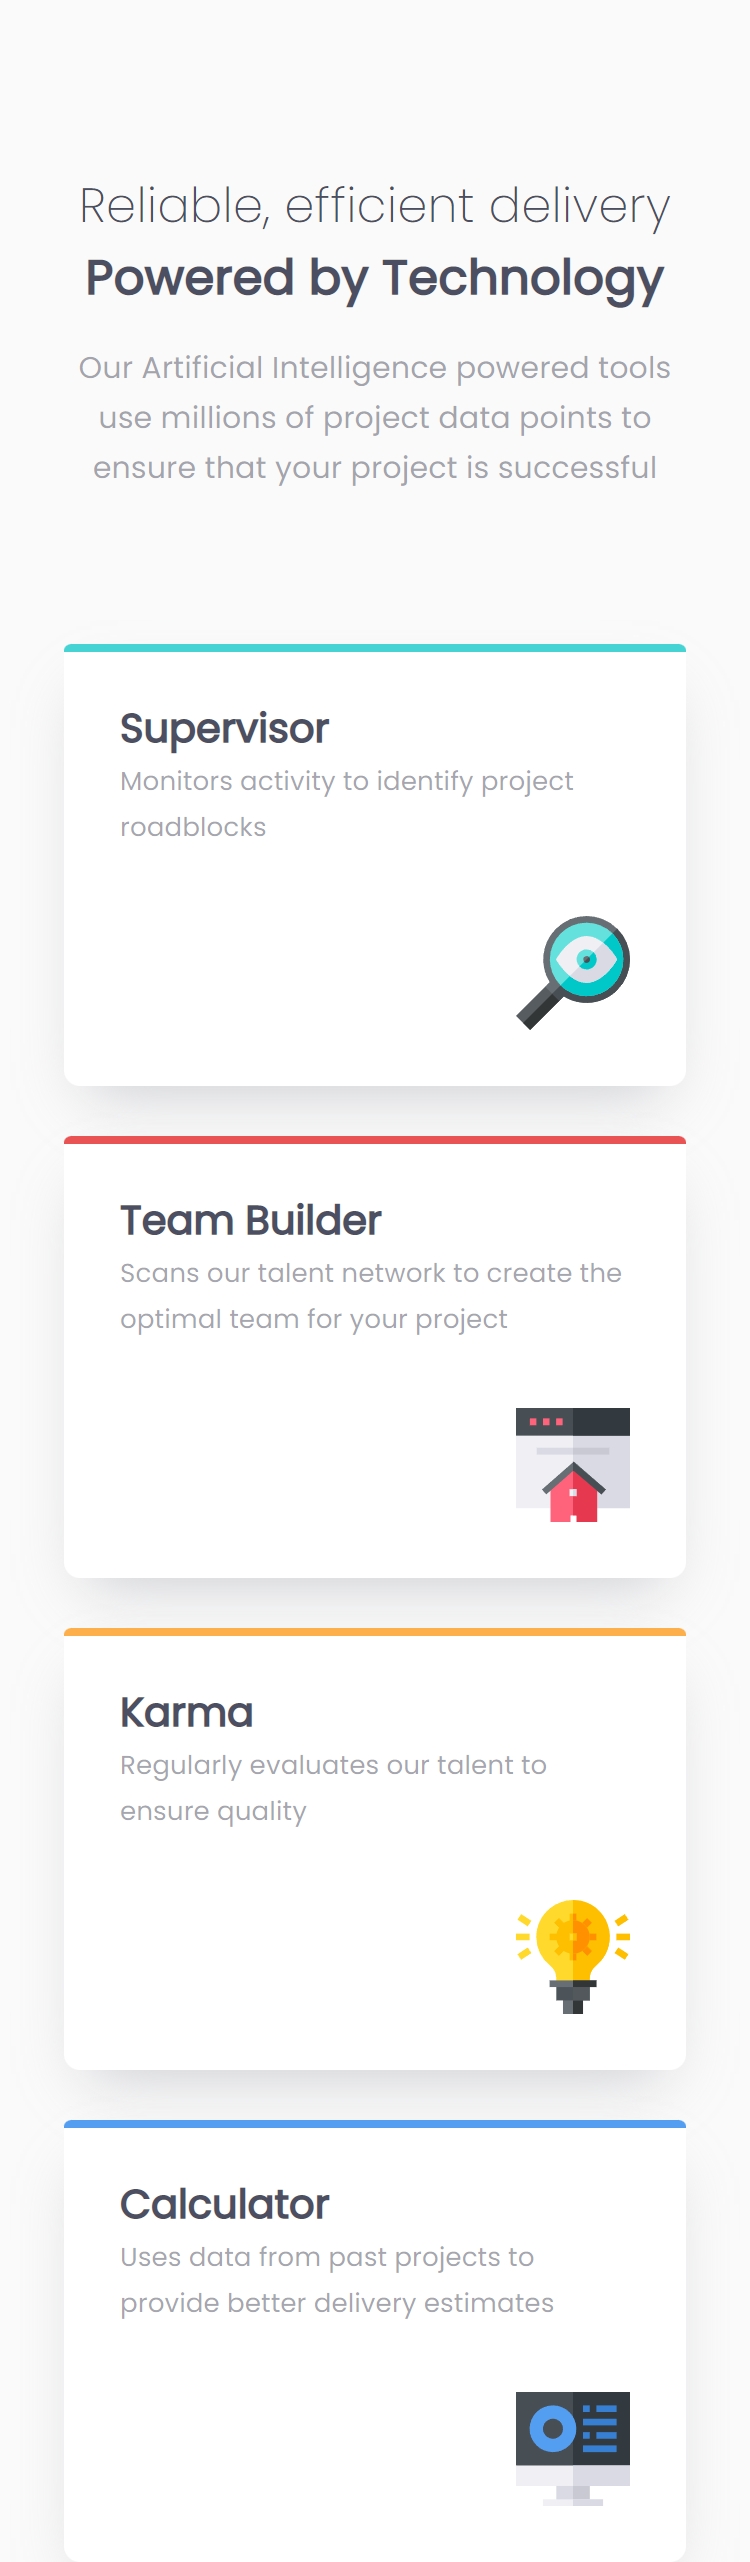 Reliable, efficient delivery
Powered by Technology
Our Artificial Intelligence powered tools
use millions of project data points to
ensure that your project is successful
Supervisor
Monitors activity to identify project
roadblocks
Team Builder
Scans our talent network to create the
optimal team for your project
Karma
Regularly evaluates our talent to
ensure quality
Calculator
Uses data from past projects to
provide better delivery estimates